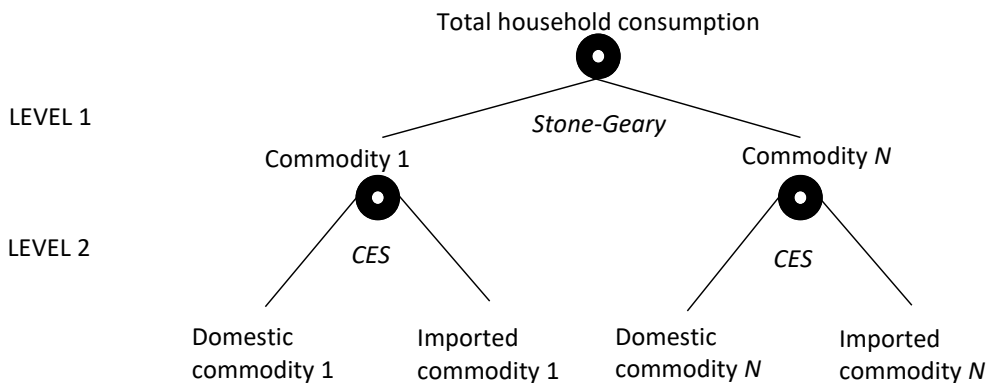 Total household consumption
LEVEL 1
Stone-Geary
Commodity 1
Commodity N
LEVEL 2
CES
CES
Domestic
commodity 1
Imported
commodity 1
Domestic
commodity N
Imported
commodity N